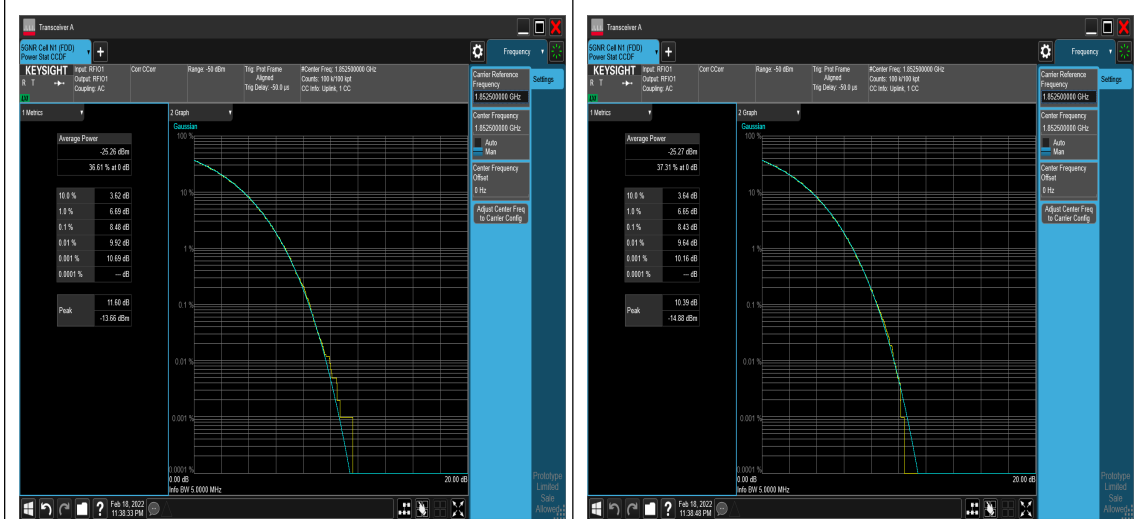 Transceiver A
5GNR Cell N1 (FOD)
Power Stat CCDF
Frequency
KEYSIGHT
R T
LXI
Input: RFIO1
Output: RFIO1
Coupling: AC
Corr CCorr
Range: -50 dBm
Trig: Prot Frame
Aligned
Trig Delay: -50.0 µs
#Center Freq: 1.852500000 GHz
Counts: 100 k/100 kpt
CC Info: Uplink, 1 CC
1 Metrics
Average Power
-25.26 dBm
36.61 % at 0 dB
10.0 % 3.62 dB
1.0 % 6.69 dB
0.1 % 8.48 dB
0.01 % 9.92 dB
0.001 % 10.69 dB
0.0001 % --- dB
Peak
11.60 dB
-13.66 dBm
2 Graph
Gaussian
100 %
10 %
1 %
0.1 %
0.01 %
0.001 %
0.0001 %
0.00 dB
20.00 dB
Info BW 5.0000 MHz
Carrier Reference
Frequency
1.852500000 GHz
Center Frequency
1.852500000 GHz
Auto
Man
Center Frequency
Offset
0 Hz
Adjust Center Freq
to Carrier Config
Settings
Prototype
Limited
Sale
Allowed
Feb 18, 2022
11:38:33 PM
Transceiver A
5GNR Cell N1 (FOD)
Power Stat CCDF
Frequency
KEYSIGHT
R T
LXI
Input: RFIO1
Output: RFIO1
Coupling: AC
Corr CCorr
Range: -50 dBm
Trig: Prot Frame
Aligned
Trig Delay: -50.0 µs
#Center Freq: 1.852500000 GHz
Counts: 100 k/100 kpt
CC Info: Uplink, 1 CC
1 Metrics
Average Power
-25.27 dBm
37.31 % at 0 dB
10.0 % 3.64 dB
1.0 % 6.65 dB
0.1 % 8.43 dB
0.01 % 9.64 dB
0.001 % 10.16 dB
0.0001 % --- dB
Peak
10.39 dB
-14.88 dBm
2 Graph
Gaussian
100 %
10 %
1 %
0.1 %
0.01 %
0.001 %
0.0001 %
0.00 dB
20.00 dB
Info BW 5.0000 MHz
Carrier Reference
Frequency
1.852500000 GHz
Center Frequency
1.852500000 GHz
Auto
Man
Center Frequency
Offset
0 Hz
Adjust Center Freq
to Carrier Config
Settings
Prototype
Limited
Sale
Allowed
Feb 18, 2022
11:38:48 PM